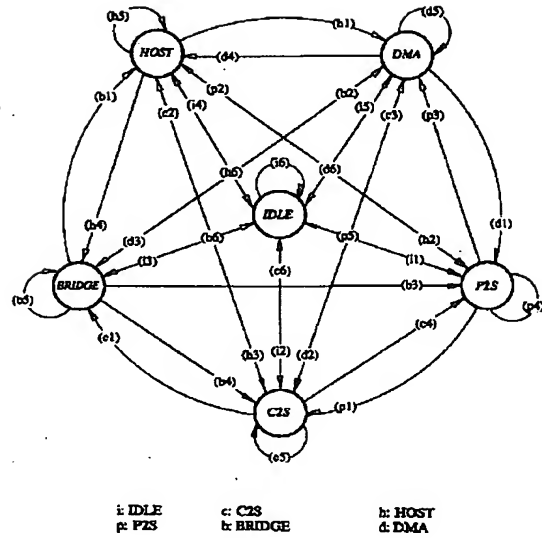 (h5)
(d5)
(h1)
HOST
DMA
(d4)
(i4)
(p2)
(b2)
(i5)
(b1)
(c2)
(c3)
(p3)
(i6)
(h6)
(d6)
IDLE
(h4)
(d3)
(b6)
(p5)
(h2)
(d1)
(i3)
(i1)
(c6)
BRIDGE
(b3)
P2S
(b5)
(p4)
(c1)
(c4)
(h3)
(i2)
(d2)
(b4)
(p1)
C2S
(c5)
i: IDLE c: C2S h: HOST
p: P2S b: BRIDGE d: DMA